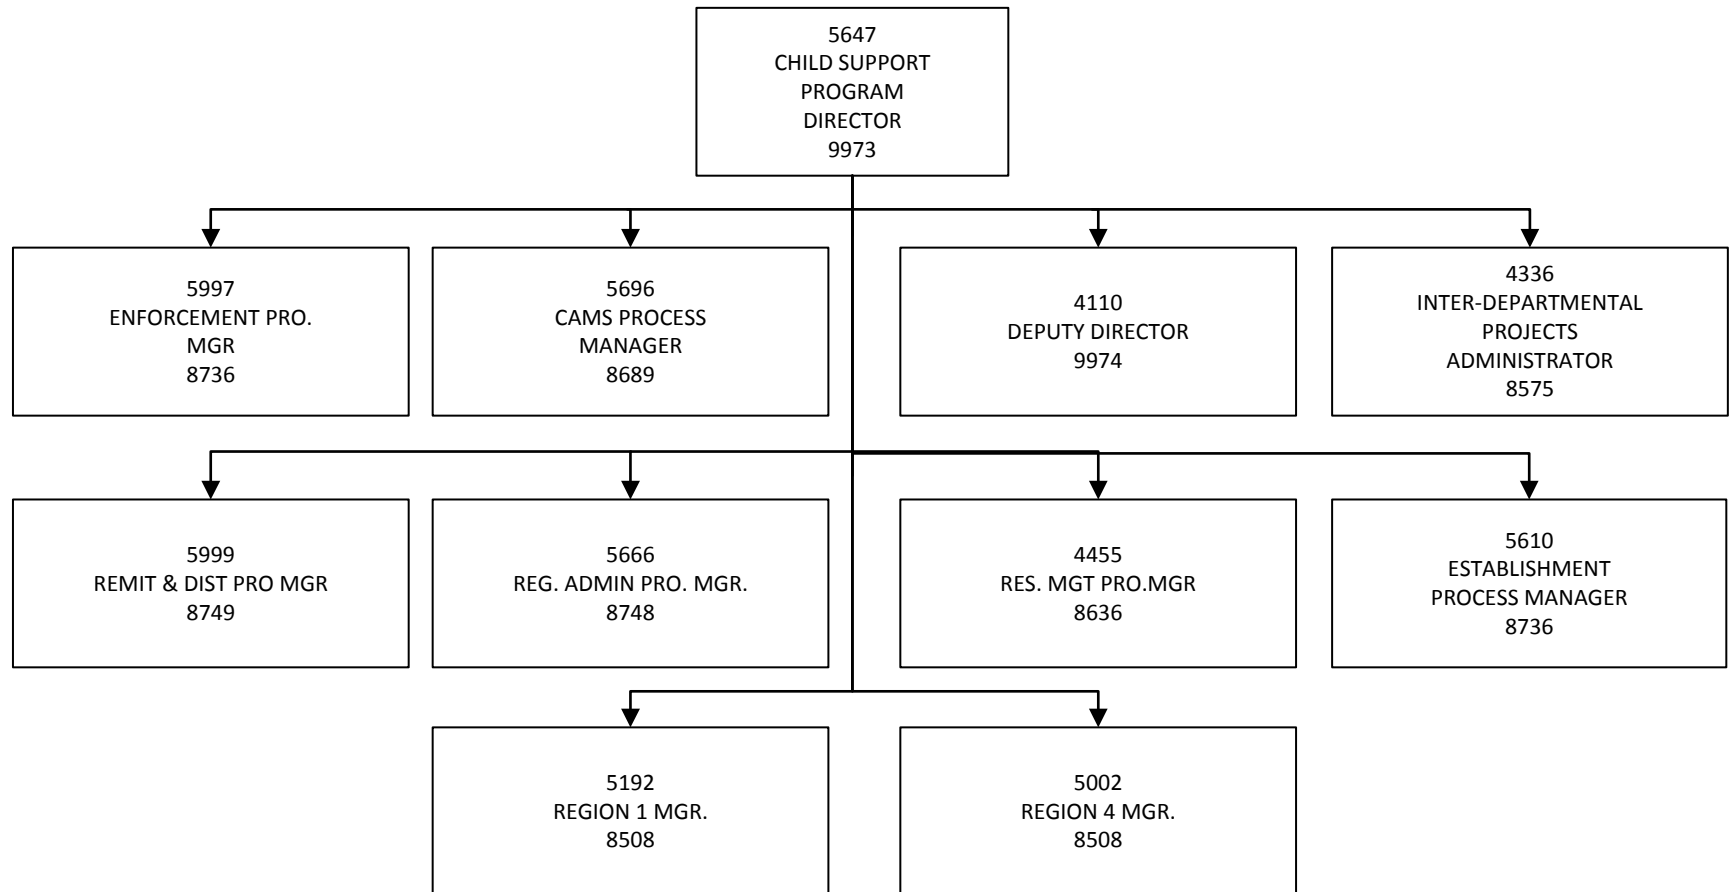 5647
CHILD SUPPORT
PROGRAM
DIRECTOR
9973
5997
ENFORCEMENT PRO.
MGR
8736
5696
CAMS PROCESS
MANAGER
8689
4110
DEPUTY DIRECTOR
9974
4336
INTER-DEPARTMENTAL
PROJECTS
ADMINISTRATOR
8575
5999
REMIT & DIST PRO MGR
8749
5666
REG. ADMIN PRO. MGR.
8748
4455
RES. MGT PRO.MGR
8636
5610
ESTABLISHMENT
PROCESS MANAGER
8736
5192
REGION 1 MGR.
8508
5002
REGION 4 MGR.
8508